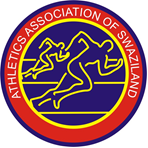 ATHLETICS ASSOCIATION OF SWAZILAND